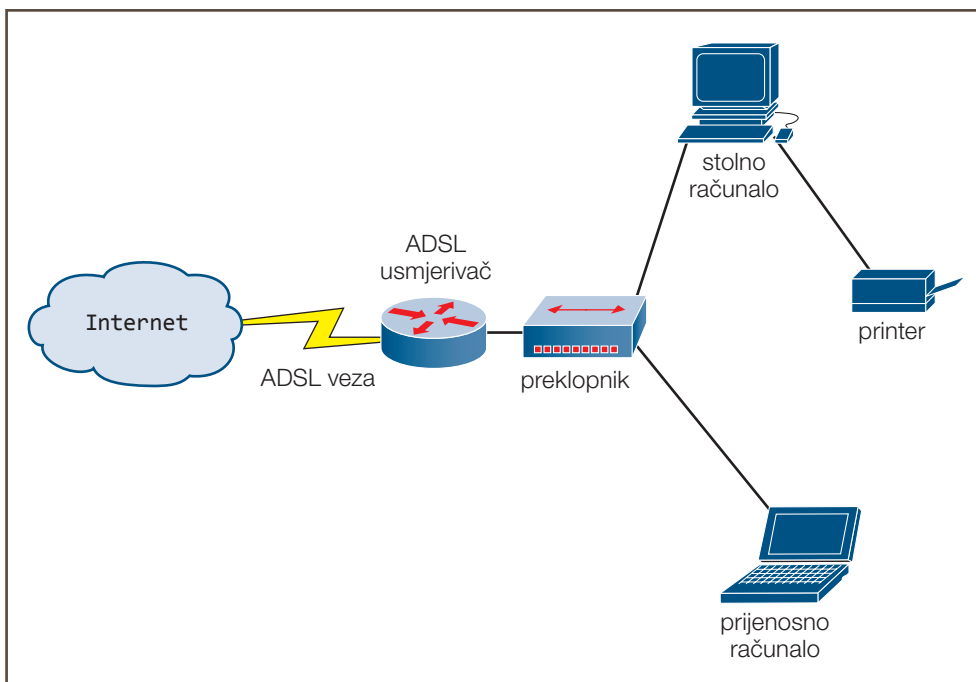 stolno
računalo
ADSL
usmjerivač
Internet
printer
ADSL veza
preklopnik
prijenosno
računalo